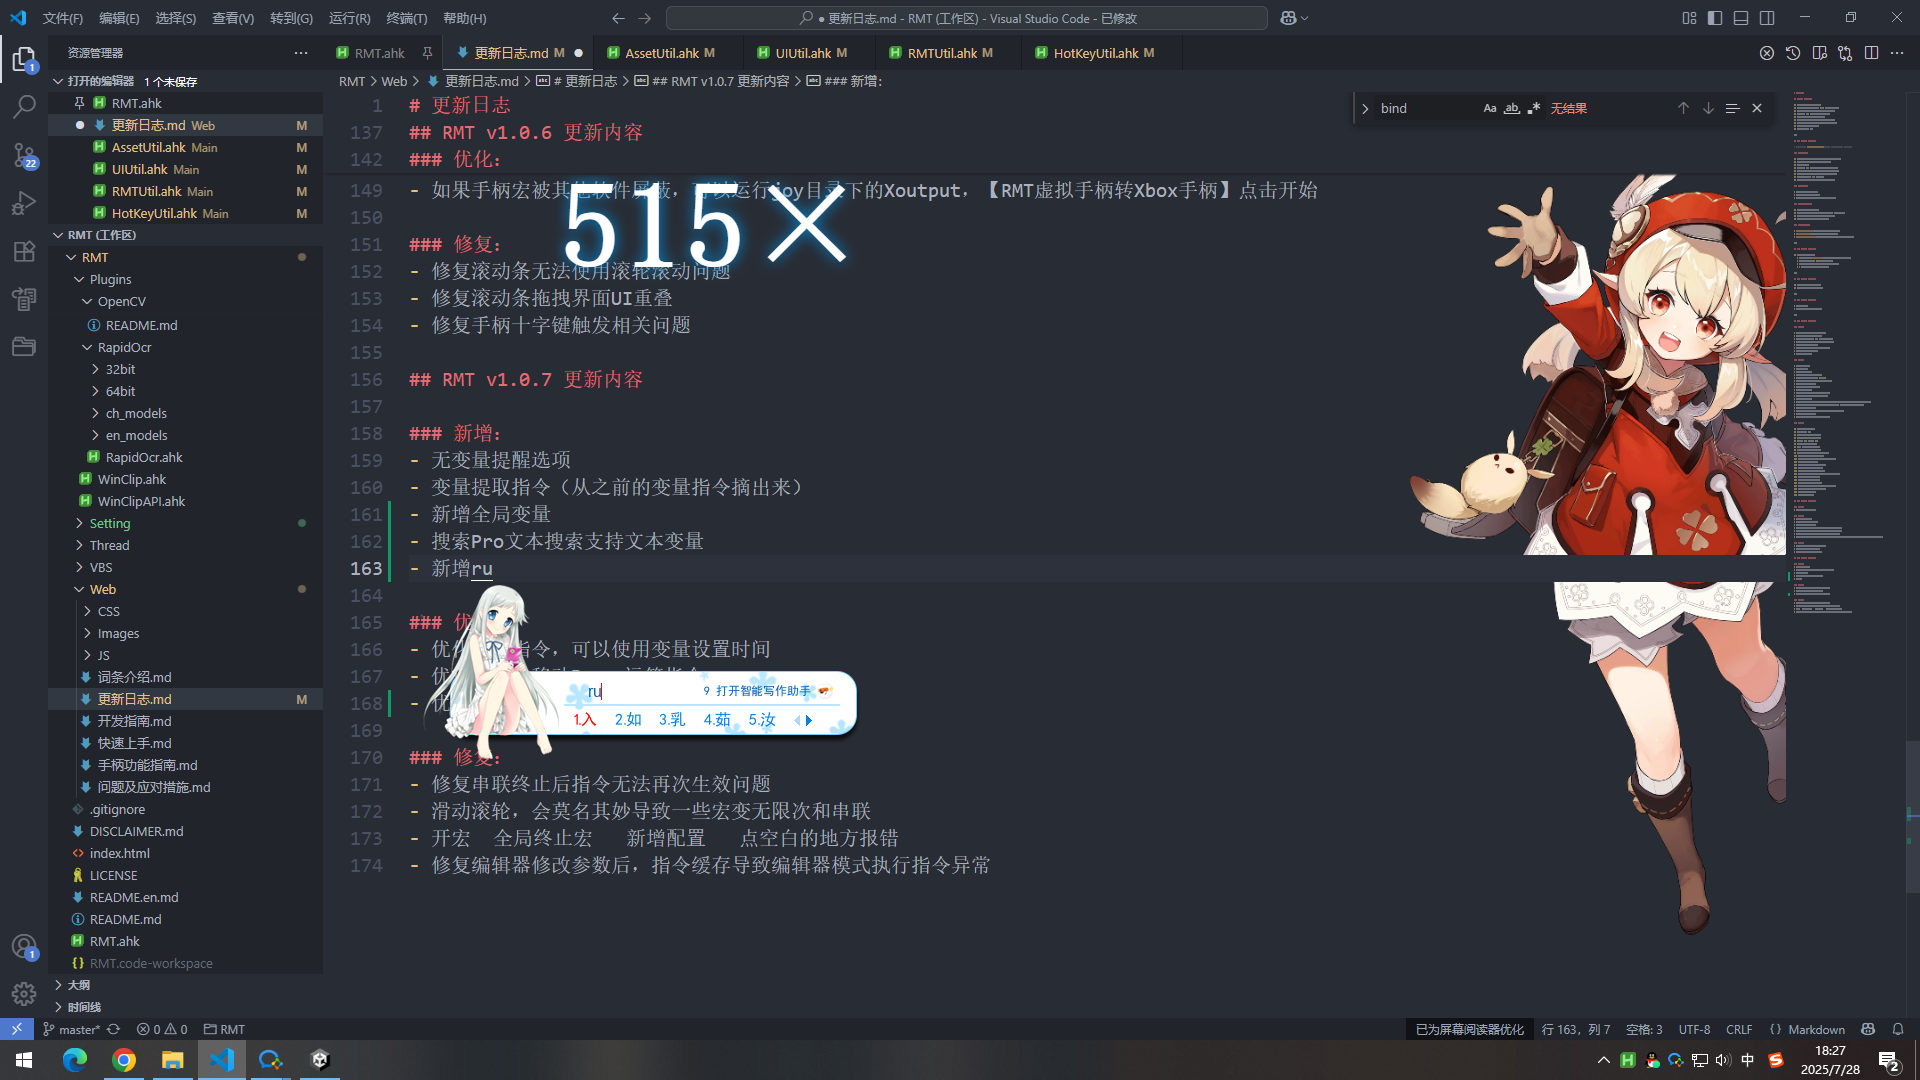 文件(F) 编辑(E) 选择(S) 查看(V) 转到(G) 运行(R) 终端(T) 帮助(H)
更新日志.md - RMT (工作区) - Visual Studio Code - 已修改
资源管理器
RMT.ahk
更新日志.md M
AssetUtil.ahk M
UIUtil.ahk M
RMTUtil.ahk M
HotKeyUtil.ahk M
打开的编辑器 1 个未保存
RMT > Web > 更新日志.md > # 更新日志 > ## RMT v1.0.7 更新内容 > ### 新增:
RMT.ahk
更新日志.md Web M
AssetUtil.ahk Main M
UIUtil.ahk Main M
RMTUtil.ahk Main M
HotKeyUtil.ahk Main M
RMT (工作区)
RMT
Plugins
OpenCV
README.md
RapidOcr
32bit
64bit
ch_models
en_models
RapidOcr.ahk
WinClip.ahk
WinClipAPI.ahk
Setting
Thread
VBS
Web
CSS
Images
JS
词条介绍.md
更新日志.md M
开发指南.md
快速上手.md
手柄功能指南.md
问题及应对措施.md
.gitignore
DISCLAIMER.md
index.html
LICENSE
README.en.md
README.md
RMT.ahk
RMT.code-workspace
大纲
时间线
bind Aa ab 无结果
1 # 更新日志
137 ## RMT v1.0.6 更新内容
142 ### 优化:
149 - 如果手柄宏被其他软件屏蔽，可以运行joy目录下的Xoutput，【RMT虚拟手柄转Xbox手柄】点击开始
515×
150
151 ### 修复:
152 - 修复滚动条无法使用滚轮滚动问题
153 - 修复滚动条拖拽界面UI重叠
154 - 修复手柄十字键触发相关问题
155
156 ## RMT v1.0.7 更新内容
157
158 ### 新增:
159 - 无变量提醒选项
160 - 变量提取指令（从之前的变量指令摘出来）
161 - 新增全局变量
162 - 搜索Pro文本搜索支持文本变量
163 - 新增ru
164
165 ### 优
166 - 优 指令，可以使用变量设置时间
167 - 优
168 - 优
ru 9 打开智能写作助手
1.入 2.如 3.乳 4.茹 5.汝
169
170 ### 修复:
171 - 修复串联终止后指令无法再次生效问题
172 - 滑动滚轮，会莫名其妙导致一些宏变无限次和串联
173 - 开宏 全局终止宏 新增配置 点空白的地方报错
174 - 修复编辑器修改参数后，指令缓存导致编辑器模式执行指令异常
1
22
1
master* 0 0 RMT
已为屏幕阅读器优化 行 163，列 7 空格: 3 UTF-8 CRLF {} Markdown
中
18:27
2025/7/28
2